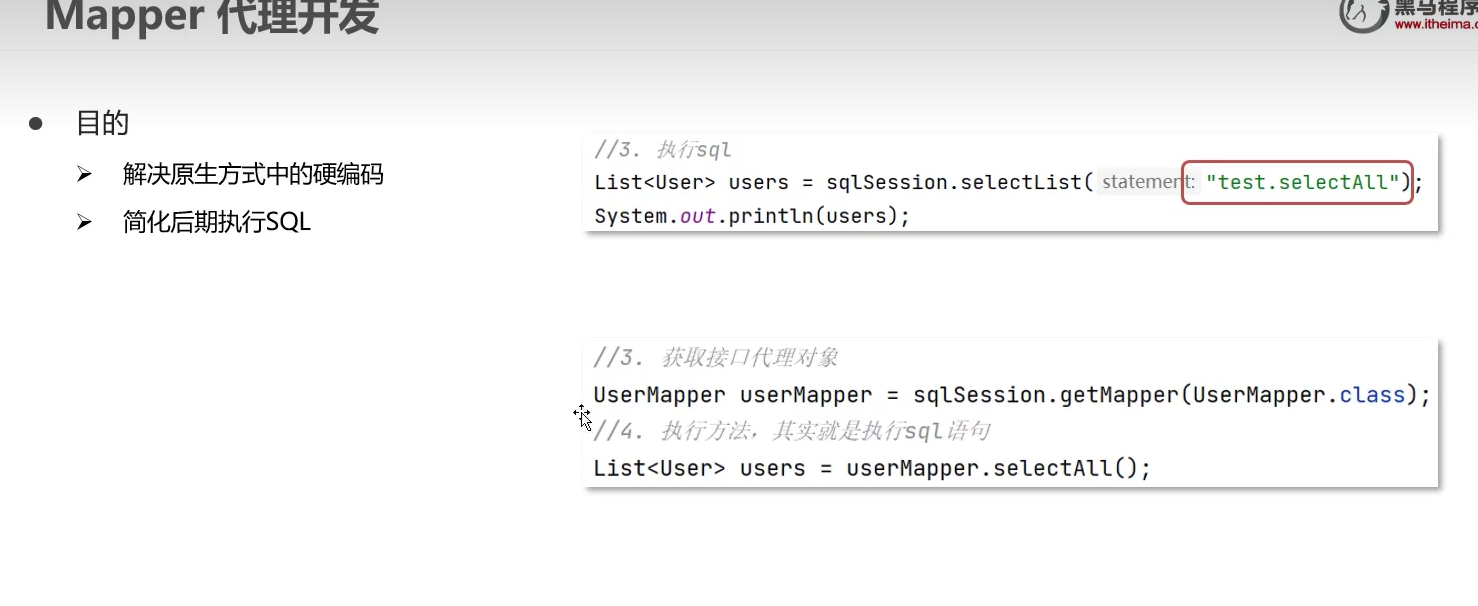 Mapper 代理开发
黑马程序
www.itheima.c
目的
解决原生方式中的硬编码
简化后期执行SQL
//3. 执行sql
List<User> users = sqlSession.selectList( statement: "test.selectAll");
System.out.println(users);
//3. 获取接口代理对象
UserMapper userMapper = sqlSession.getMapper(UserMapper.class);
//4. 执行方法，其实就是执行sql语句
List<User> users = userMapper.selectAll();